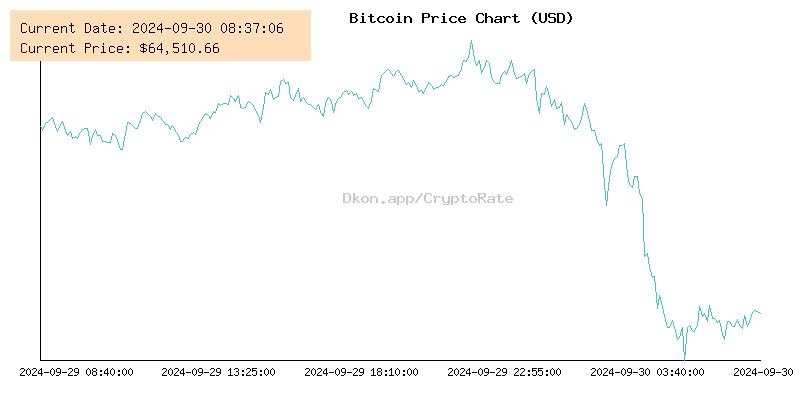 Bitcoin Price Chart (USD)
Current Date: 2024-09-30 08:37:06
Current Price: $64,510.66
Dkon.app/CryptoRate
2024-09-29 08:40:00 2024-09-29 13:25:00 2024-09-29 18:10:00 2024-09-29 22:55:00 2024-09-30 03:40:00 2024-09-30